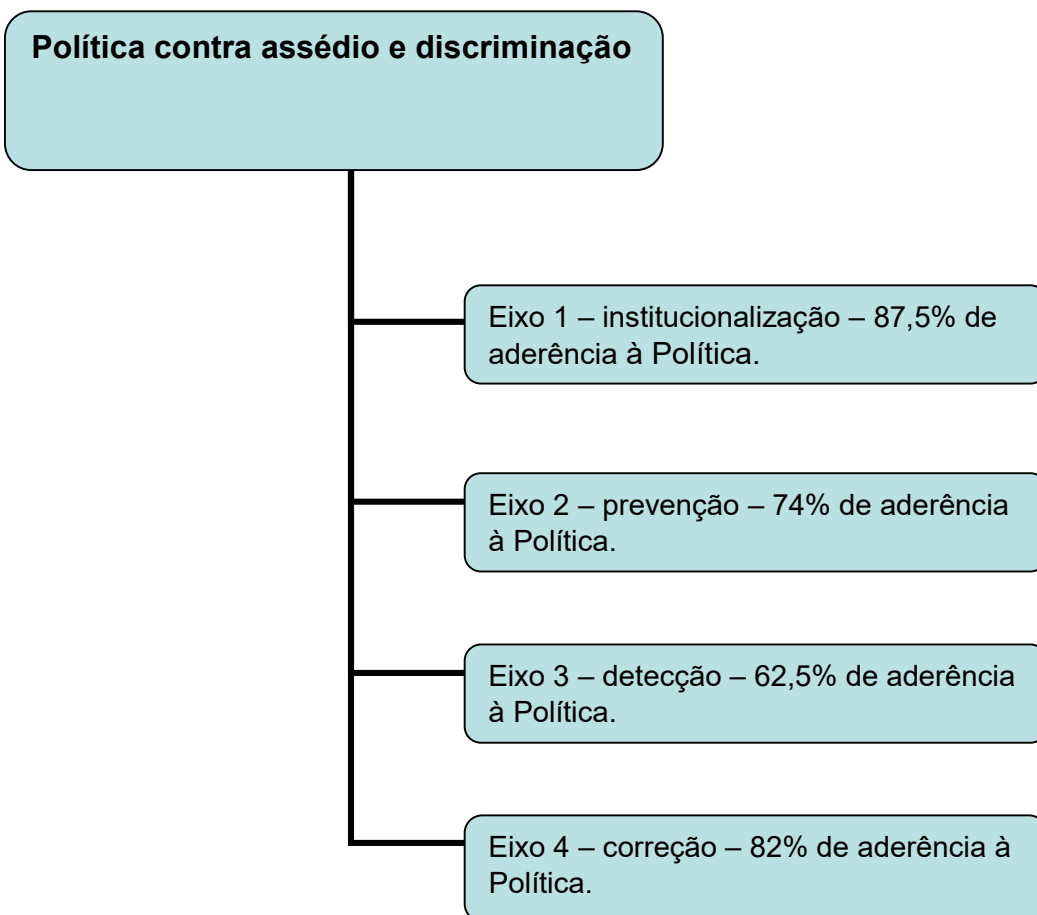 Política contra assédio e discriminação
Eixo 1 – institucionalização – 87,5% de
aderência à Política.
Eixo 2 – prevenção – 74% de aderência
à Política.
Eixo 3 – detecção – 62,5% de aderência
à Política.
Eixo 4 – correção – 82% de aderência à
Política.